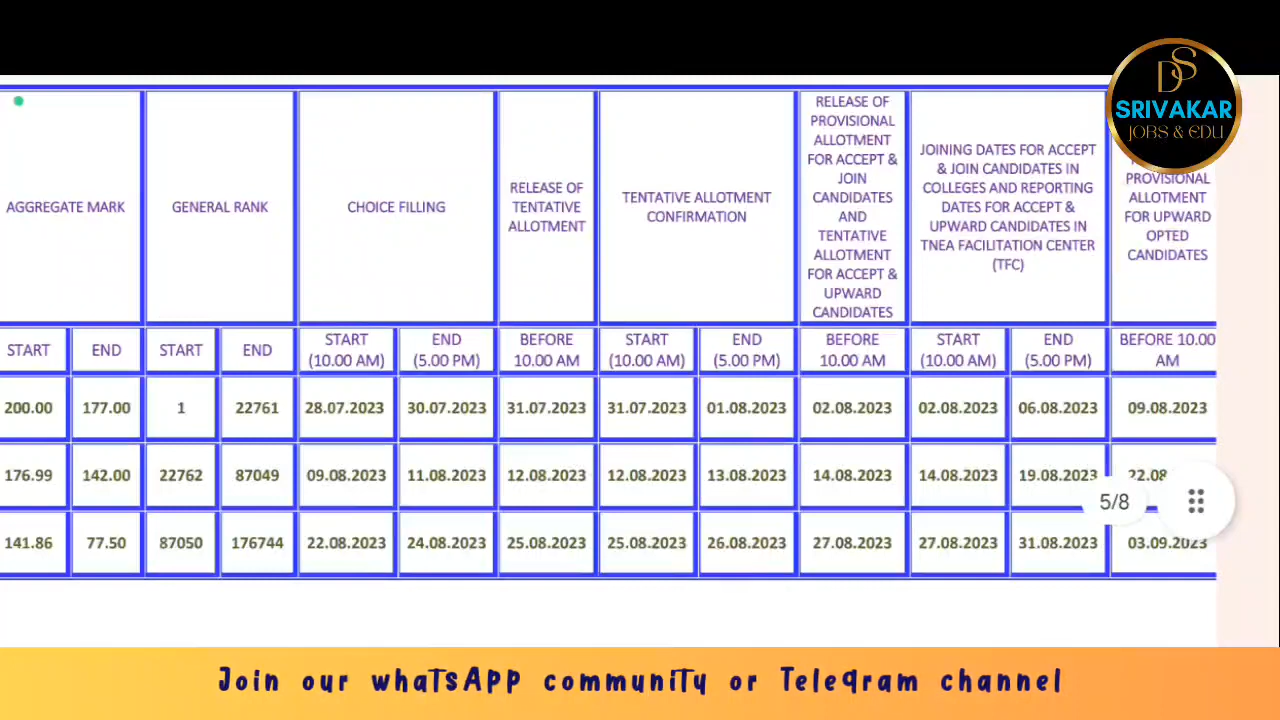 DS
SRIVAKAR
JOBS & EDU
AGGREGATE MARK
GENERAL RANK
CHOICE FILLING
RELEASE OF
TENTATIVE
ALLOTMENT
TENTATIVE ALLOTMENT
CONFIRMATION
RELEASE OF
PROVISIONAL
ALLOTMENT
FOR ACCEPT &
JOIN
CANDIDATES
AND
TENTATIVE
ALLOTMENT
FOR ACCEPT &
UPWARD
CANDIDATES
JOINING DATES FOR ACCEPT
& JOIN CANDIDATES IN
COLLEGES AND REPORTING
DATES FOR ACCEPT &
UPWARD CANDIDATES IN
TNEA FACILITATION CENTER
(TFC)
PROVISIONAL
ALLOTMENT
FOR UPWARD
OPTED
CANDIDATES
START
END
START
END
START
(10.00 AM)
END
(5.00 PM)
BEFORE
10.00 AM
START
(10.00 AM)
END
(5.00 PM)
BEFORE
10.00 AM
START
(10.00 AM)
END
(5.00 PM)
BEFORE 10.00
AM
200.00 177.00 1 22761 28.07.2023 30.07.2023 31.07.2023 31.07.2023 01.08.2023 02.08.2023 02.08.2023 06.08.2023 09.08.2023
176.99 142.00 22762 87049 09.08.2023 11.08.2023 12.08.2023 12.08.2023 13.08.2023 14.08.2023 14.08.2023 19.08.2023 22.08
5/8
141.86 77.50 87050 176744 22.08.2023 24.08.2023 25.08.2023 25.08.2023 26.08.2023 27.08.2023 27.08.2023 31.08.2023 03.09.2023
Join our whatsApp community or Teleqram channel